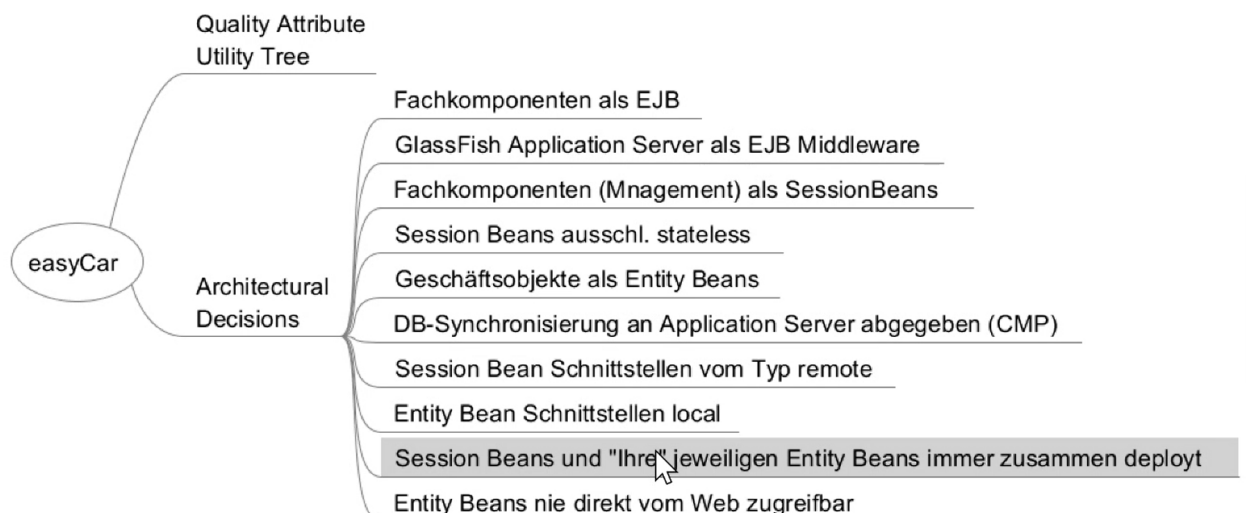 Quality Attribute
Utility Tree
Fachkomponenten als EJB
GlassFish Application Server als EJB Middleware
Fachkomponenten (Mnagement) als SessionBeans
Session Beans ausschl. stateless
easyCar
Geschäftsobjekte als Entity Beans
Architectural
Decisions
DB-Synchronisierung an Application Server abgegeben (CMP)
Session Bean Schnittstellen vom Typ remote
Entity Bean Schnittstellen local
Session Beans und "Ihre" jeweiligen Entity Beans immer zusammen deployt
Entity Beans nie direkt vom Web zugreifbar